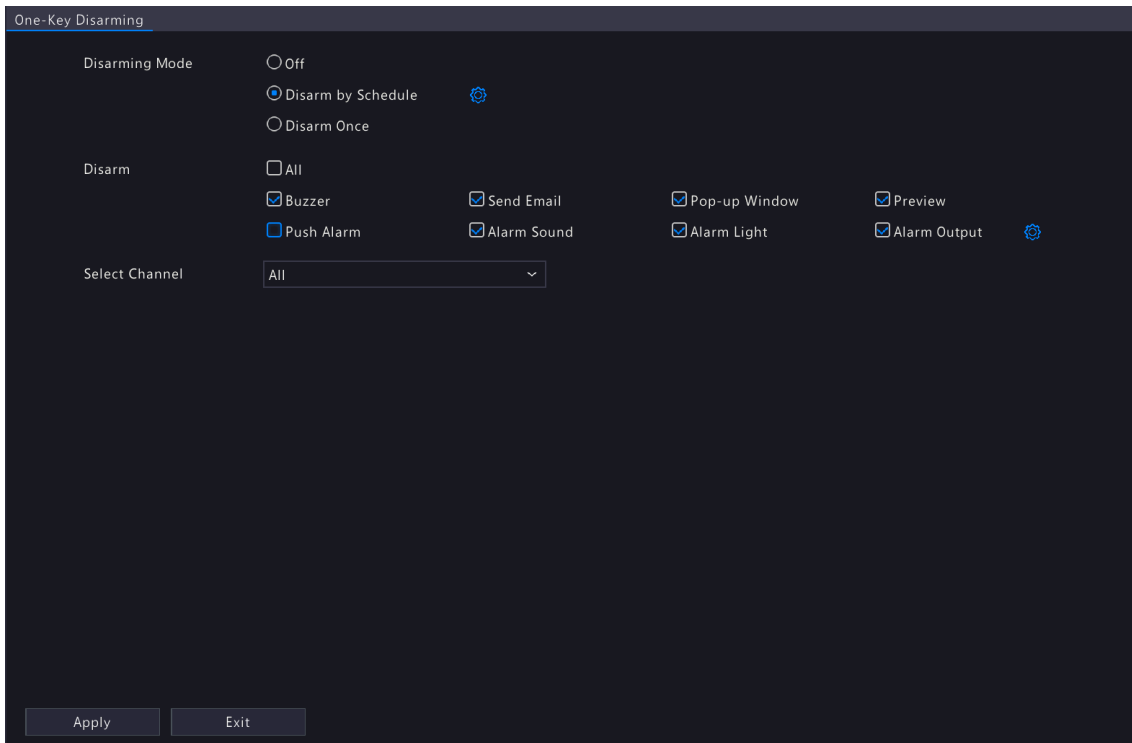 One-Key Disarming
Disarming Mode Off
Disarm by Schedule
Disarm Once
Disarm All
Buzzer Send Email Pop-up Window Preview
Push Alarm Alarm Sound Alarm Light Alarm Output
Select Channel All
Apply Exit